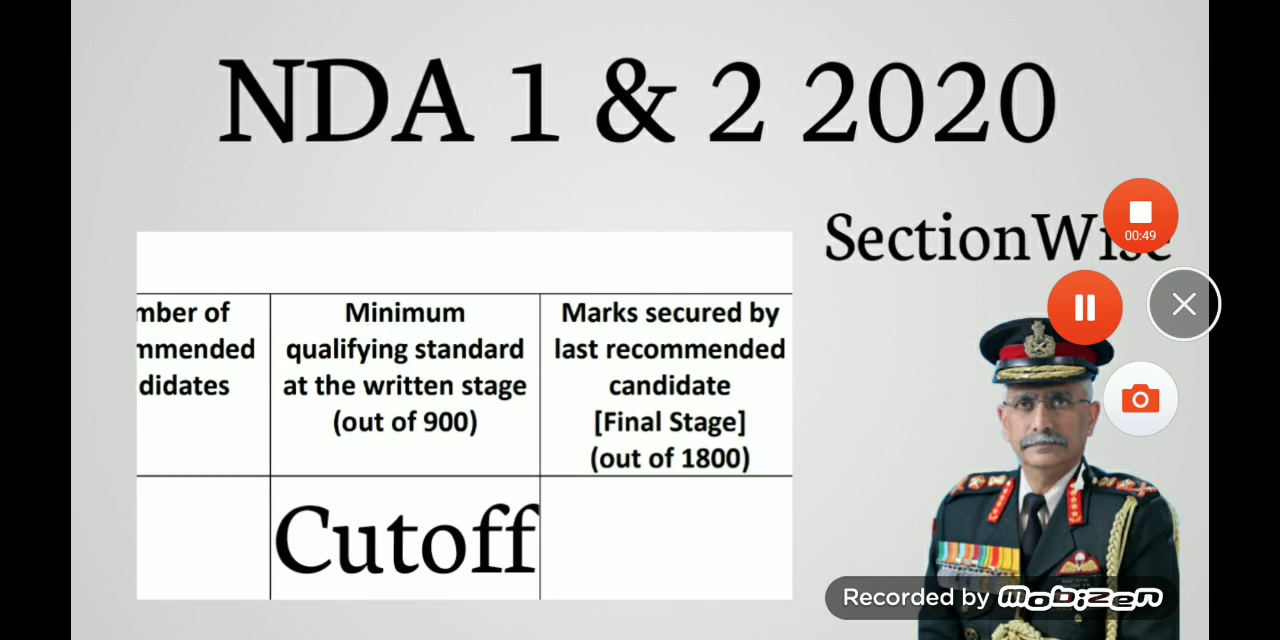 NDA 1 & 2 2020
SectionWise
00:49
mber of
mmended
didates
Minimum
qualifying standard
at the written stage
(out of 900)
Marks secured by
last recommended
candidate
[Final Stage]
(out of 1800)
Cutoff
Recorded by mobizen